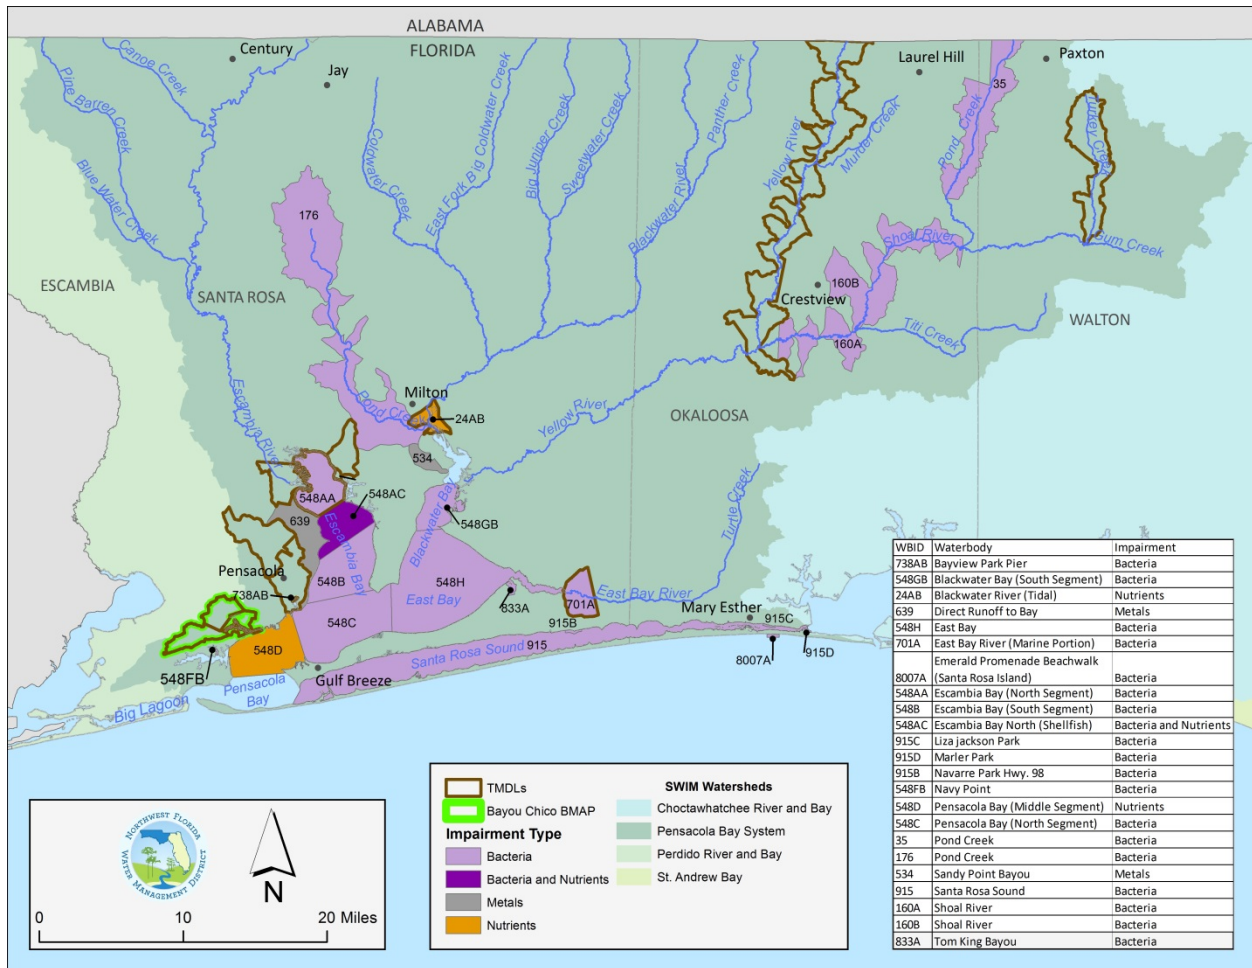 ALABAMA
FLORIDA
Century
Canoe Creek
Pine Barren Creek
Jay
Laurel Hill
Paxton
35
Blue Water Creek
Coldwater Creek
East Fork Big Coldwater Creek
Big Juniper Creek
Sweetwater Creek
Panther Creek
Blackwater River
Yellow River
Murder Creek
Pond Creek
Turkey Creek
176
Shoal River
Gum Creek
ESCAMBIA
SANTA ROSA
160B
Crestview
WALTON
Titi Creek
160A
Escambia River
Milton
Pond Creek
24AB
Yellow River
OKALOOSA
534
548AA
548AC
Blackwater Bay
548GB
Turtle Creek
639
Escambia Bay
Pensacola
548B
548H
738AB
East Bay
833A
701A
East Bay River
Mary Esther
915B
915C
548C
548D
Santa Rosa Sound
915
8007A
915D
548FB
Gulf Breeze
Pensacola
Bay
Big Lagoon
WBID Waterbody Impairment
738AB Bayview Park Pier Bacteria
548GB Blackwater Bay (South Segment) Bacteria
24AB Blackwater River (Tidal) Nutrients
639 Direct Runoff to Bay Metals
548H East Bay Bacteria
701A East Bay River (Marine Portion) Bacteria
Emerald Promenade Beachwalk
8007A (Santa Rosa Island) Bacteria
548AA Escambia Bay (North Segment) Bacteria
548B Escambia Bay (South Segment) Bacteria
548AC Escambia Bay North (Shellfish) Bacteria and Nutrients
915C Liza jackson Park Bacteria
915D Marler Park Bacteria
915B Navarre Park Hwy. 98 Bacteria
548FB Navy Point Bacteria
548D Pensacola Bay (Middle Segment) Nutrients
548C Pensacola Bay (North Segment) Bacteria
35 Pond Creek Bacteria
176 Pond Creek Bacteria
534 Sandy Point Bayou Metals
915 Santa Rosa Sound Bacteria
160A Shoal River Bacteria
160B Shoal River Bacteria
833A Tom King Bayou Bacteria
TMDLs
Bayou Chico BMAP
Impairment Type
Bacteria
Bacteria and Nutrients
Metals
Nutrients
SWIM Watersheds
Choctawhatchee River and Bay
Pensacola Bay System
Perdido River and Bay
St. Andrew Bay
NORTHWEST FLORIDA
WATER MANAGEMENT DISTRICT
N
0 10 20 Miles